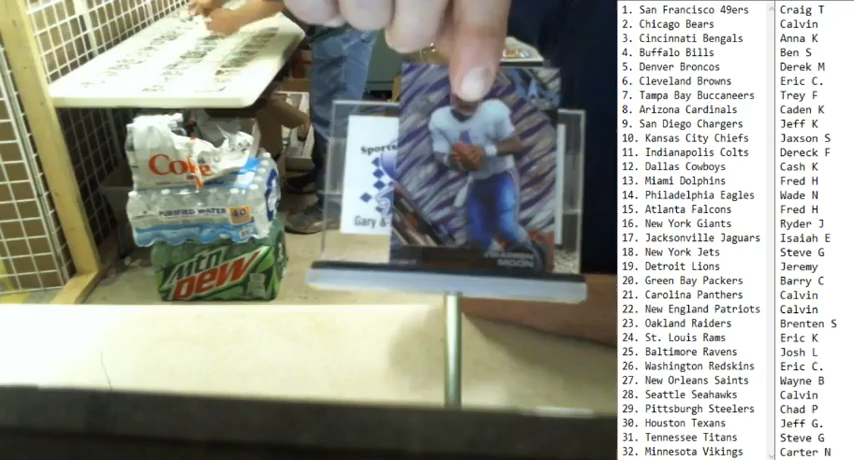 Coke
PURIFIED WATER 40
Mtn
DEW
Sports
Gary &
WARREN
MOON
1. San Francisco 49ers Craig T
2. Chicago Bears Calvin
3. Cincinnati Bengals Anna K
4. Buffalo Bills Ben S
5. Denver Broncos Derek M
6. Cleveland Browns Eric C.
7. Tampa Bay Buccaneers Trey F
8. Arizona Cardinals Caden K
9. San Diego Chargers Jeff K
10. Kansas City Chiefs Jaxson S
11. Indianapolis Colts Dereck F
12. Dallas Cowboys Cash K
13. Miami Dolphins Fred H
14. Philadelphia Eagles Wade N
15. Atlanta Falcons Fred H
16. New York Giants Ryder J
17. Jacksonville Jaguars Isaiah E
18. New York Jets Steve G
19. Detroit Lions Jeremy
20. Green Bay Packers Barry C
21. Carolina Panthers Calvin
22. New England Patriots Calvin
23. Oakland Raiders Brenten S
24. St. Louis Rams Eric K
25. Baltimore Ravens Josh L
26. Washington Redskins Eric C.
27. New Orleans Saints Wayne B
28. Seattle Seahawks Calvin
29. Pittsburgh Steelers Chad P
30. Houston Texans Jeff G.
31. Tennessee Titans Steve G
32. Minnesota Vikings Carter N